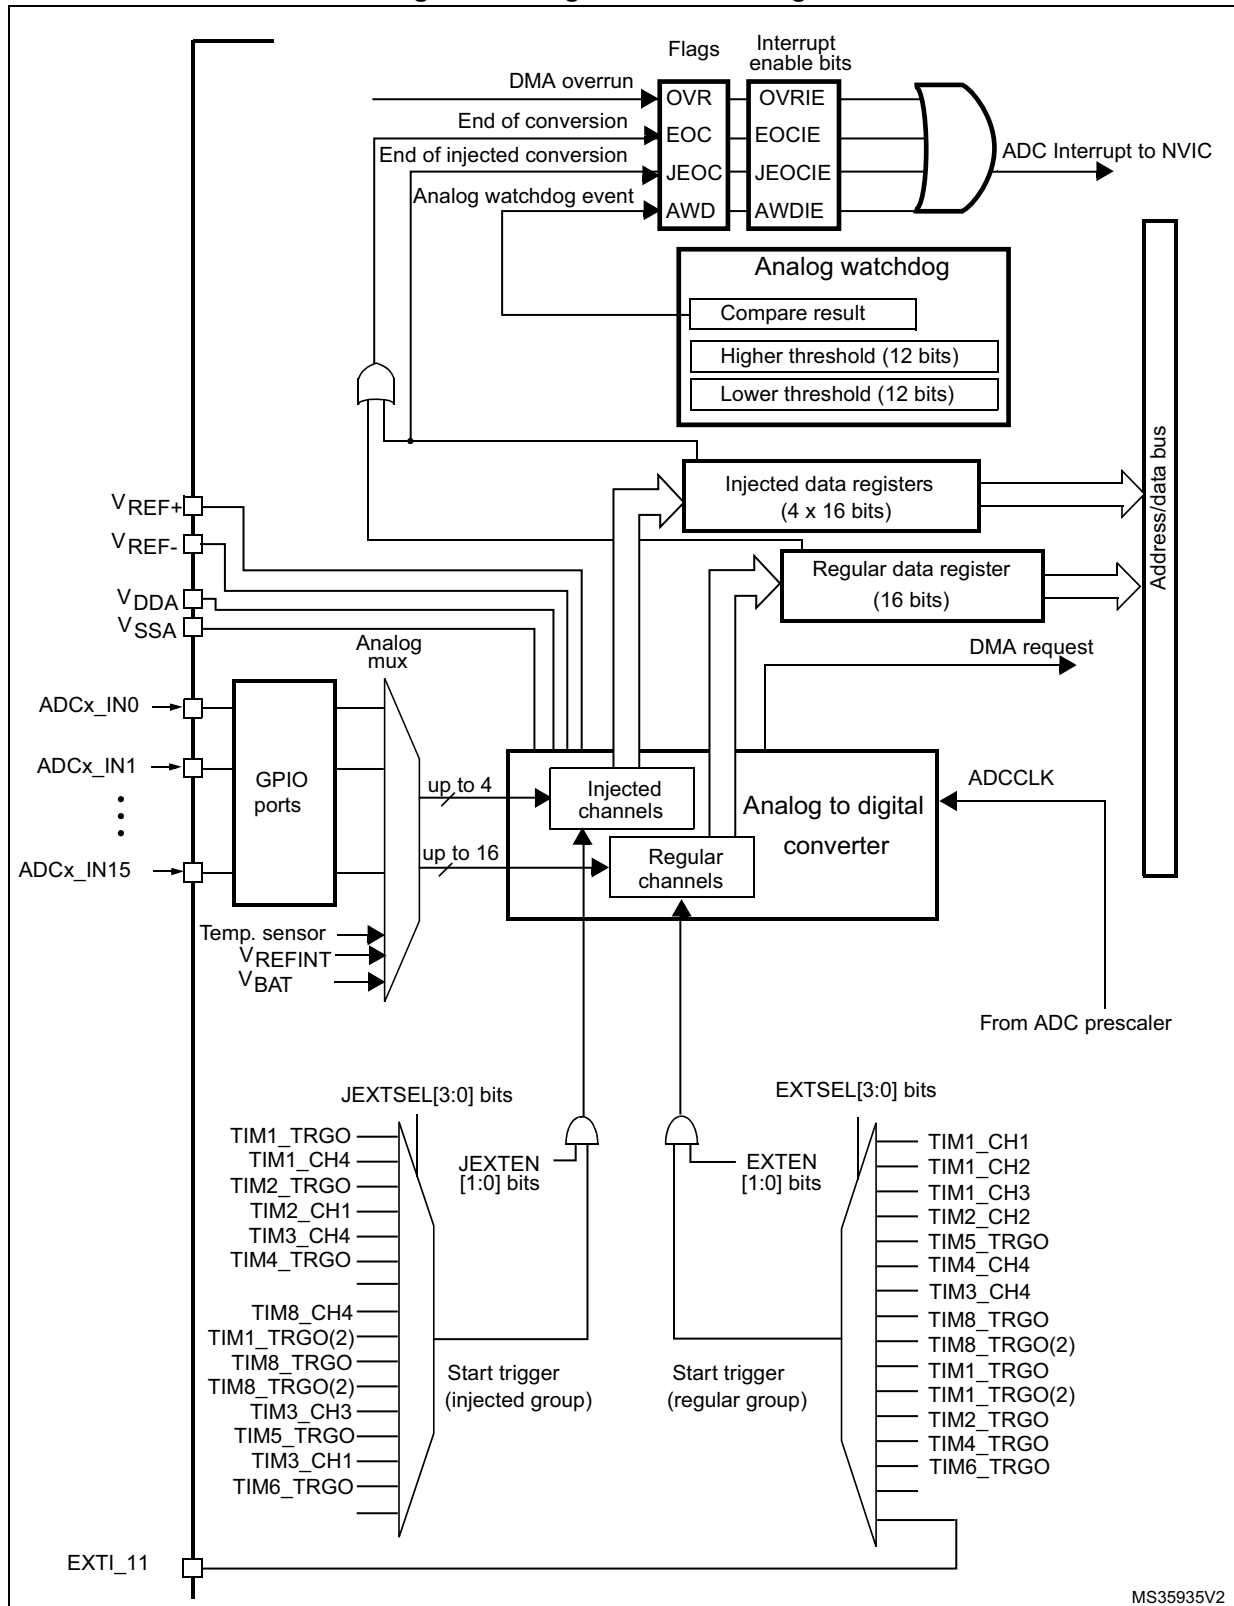 Flags
Interrupt
enable bits
DMA overrun
OVR
OVRIE
End of conversion
EOC
EOCIE
End of injected conversion
JEOC
JEOCIE
ADC Interrupt to NVIC
Analog watchdog event
AWD
AWDIE
Analog watchdog
Compare result
Higher threshold (12 bits)
Lower threshold (12 bits)
Address/data bus
VREF+
VREF-
VDDA
VSSA
Injected data registers
(4 x 16 bits)
Regular data register
(16 bits)
DMA request
Analog
mux
ADCx_IN0
ADCx_IN1
ADCx_IN15
GPIO
ports
up to 4
up to 16
Injected
channels
Regular
channels
Analog to digital
converter
ADCCLK
Temp. sensor
VREFINT
VBAT
From ADC prescaler
JEXTSEL[3:0] bits
TIM1_TRGO
TIM1_CH4
TIM2_TRGO
TIM2_CH1
TIM3_CH4
TIM4_TRGO
TIM8_CH4
TIM1_TRGO(2)
TIM8_TRGO
TIM8_TRGO(2)
TIM3_CH3
TIM5_TRGO
TIM3_CH1
TIM6_TRGO
JEXTEN
[1:0] bits
Start trigger
(injected group)
EXTSEL[3:0] bits
EXTEN
[1:0] bits
Start trigger
(regular group)
TIM1_CH1
TIM1_CH2
TIM1_CH3
TIM2_CH2
TIM5_TRGO
TIM4_CH4
TIM3_CH4
TIM8_TRGO
TIM8_TRGO(2)
TIM1_TRGO
TIM1_TRGO(2)
TIM2_TRGO
TIM4_TRGO
TIM6_TRGO
EXTI_11
MS35935V2